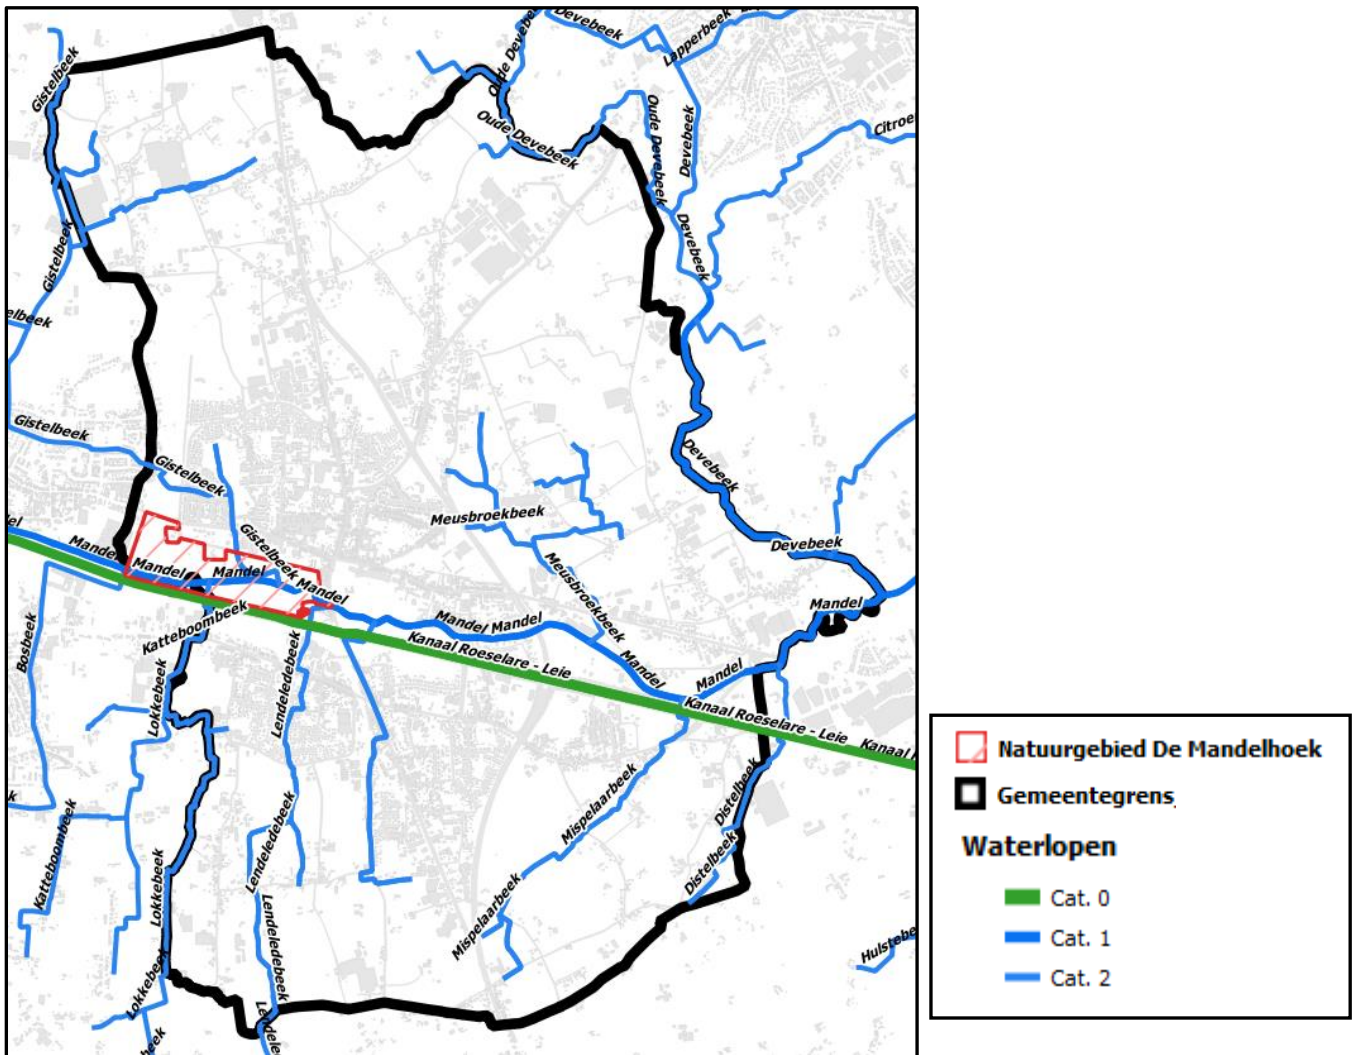 Devebeek
Lapperbeek
Oude Devebeek
Gistelbeek
Oude Devebeek
Oude Devebeek
Devebeek
Citroe
Gistelbeek
Devebeek
elbeek
Gistelbeek
Gistelbeek
Devebeek
Meusbroekbeek
Devebeek
Mandel
Mandel
Mandel
Gistelbeek
Mandel
Meusbroekbeek
Mandel
Katteboombeek
Mandel Mandel
Bosbeek
Lokkebeek
Lendeledebeek
Kanaal Roeselare - Leie
Mandel
Mandel
Kanaal Roeselare - Leie
Kanaal R
Natuurgebied De Mandelhoek
Gemeentegrens
Waterlopen
Cat. 0
Cat. 1
Cat. 2
k
Katteboombeek
Lendeledebeek
Mispelaarbeek
Distelbeek
Distelbeek
Lokkebeek
Mispelaarbeek
Lendeledebeek
Lokkebeek
Hulstebe
Lendele
beek